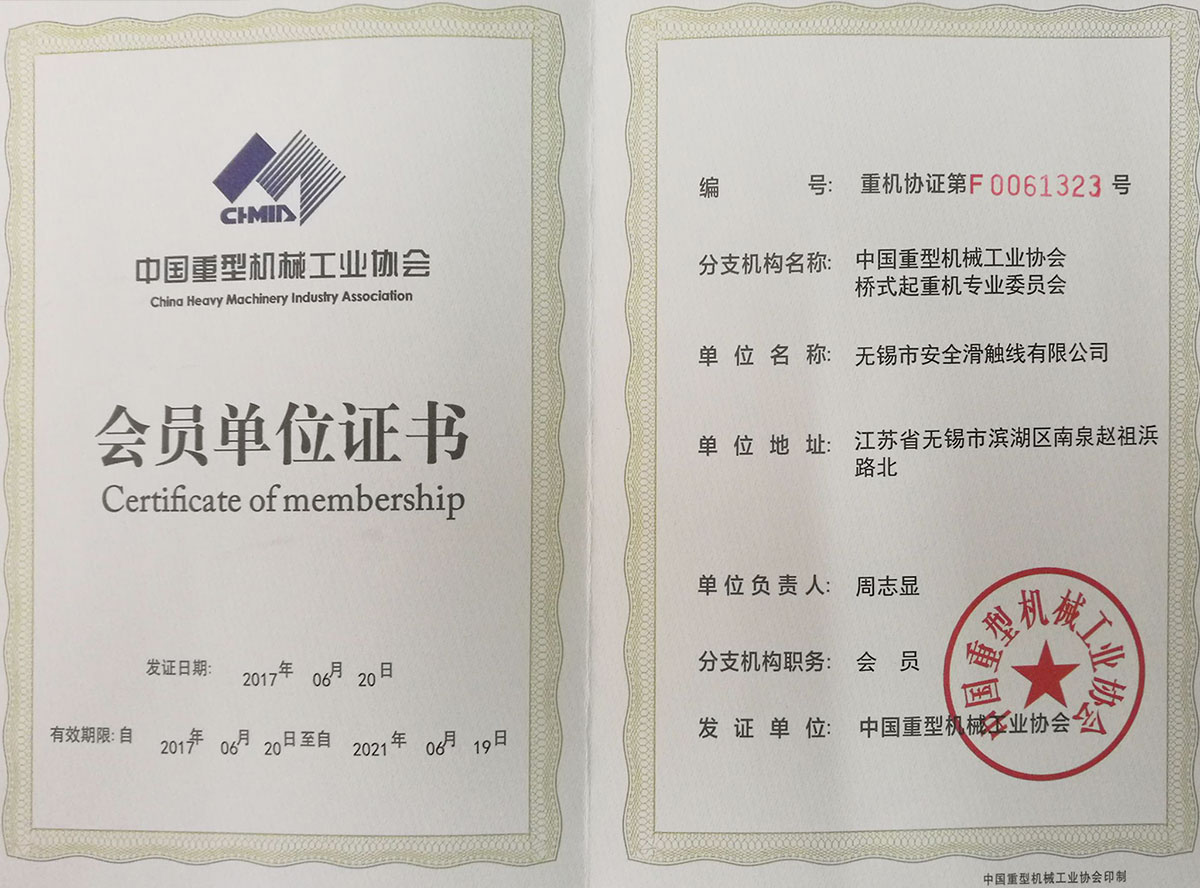 CHMIA
中国重型机械工业协会
China Heavy Machinery Industry Association
会员单位证书
Certificate of membership
发证日期: 2017年 06月 20日
有效期限:自 2017年 06月 20日至自 2021年 06月 19日
编 号: 重机协证第F 0061323 号
分支机构名称: 中国重型机械工业协会
桥式起重机专业委员会
单 位 名 称: 无锡市安全滑触线有限公司
单 位 地 址: 江苏省无锡市滨湖区南泉赵祖浜
路北
单位负责人: 周志显
分支机构职务: 会 员
发 证 单 位: 中国重型机械工业协会
中国重型机械工业协会
中国重型机械工业协会印制